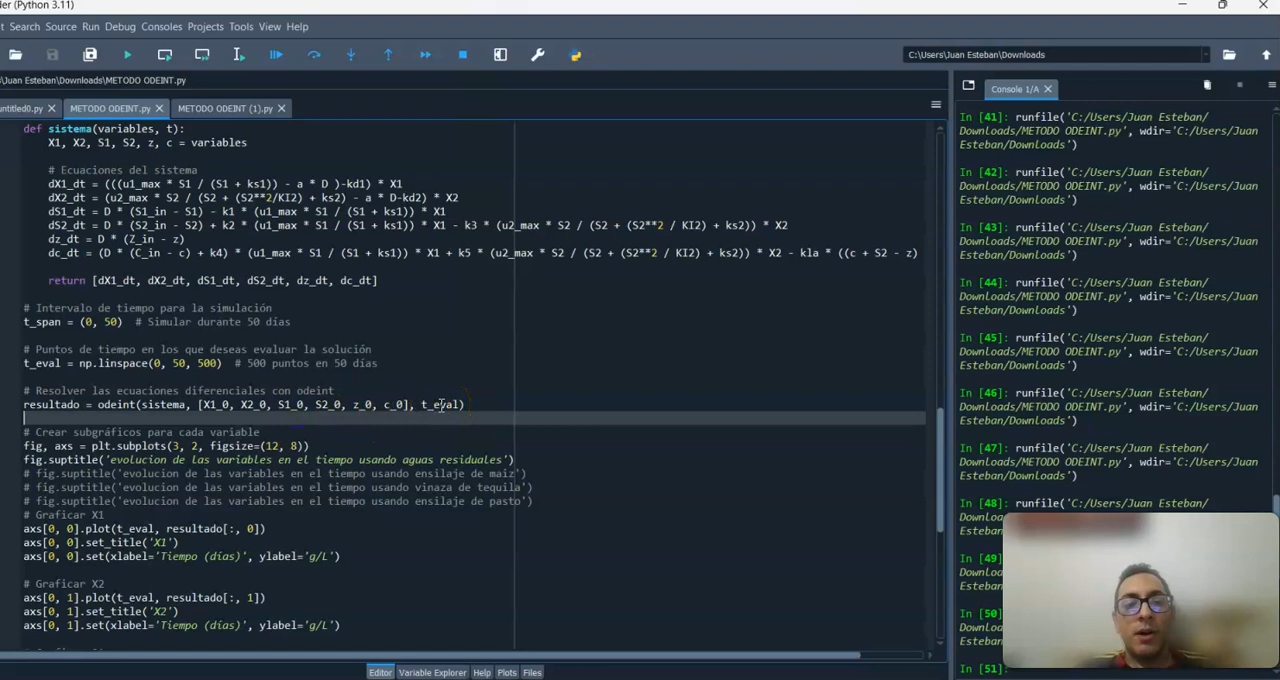 der (Python 3.11)
t Search Source Run Debug Consoles Projects Tools View Help
C:\Users\Juan Esteban\Downloads
s\Juan Esteban\Downloads\METODO ODEINT.py
untitled0.py METODO ODEINT.py METODO ODEINT (1).py
def sistema(variables, t):
X1, X2, S1, S2, z, c = variables
# Ecuaciones del sistema
dX1_dt = (((u1_max * S1 / (S1 + ks1)) - a * D )-kd1) * X1
dX2_dt = (u2_max * S2 / (S2 + (S2**2/KI2) + ks2) - a * D-kd2) * X2
dS1_dt = D * (S1_in - S1) - k1 * (u1_max * S1 / (S1 + ks1)) * X1
dS2_dt = D * (S2_in - S2) + k2 * (u1_max * S1 / (S1 + ks1)) * X1 - k3 * (u2_max * S2 / (S2 + (S2**2 / KI2) + ks2)) * X2
dz_dt = D * (Z_in - z)
dc_dt = (D * (C_in - c) + k4) * (u1_max * S1 / (S1 + ks1)) * X1 + k5 * (u2_max * S2 / (S2 + (S2**2 / KI2) + ks2)) * X2 - kla * ((c + S2 - z)
return [dX1_dt, dX2_dt, dS1_dt, dS2_dt, dz_dt, dc_dt]
# Intervalo de tiempo para la simulación
t_span = (0, 50) # Simular durante 50 días
# Puntos de tiempo en los que deseas evaluar la solución
t_eval = np.linspace(0, 50, 500) # 500 puntos en 50 días
# Resolver las ecuaciones diferenciales con odeint
resultado = odeint(sistema, [X1_0, X2_0, S1_0, S2_0, z_0, c_0], t_eval)
# Crear subgráficos para cada variable
fig, axs = plt.subplots(3, 2, figsize=(12, 8))
fig.suptitle('evolucion de las variables en el tiempo usando aguas residuales')
# fig.suptitle('evolucion de las variables en el tiempo usando ensilaje de maiz')
# fig.suptitle('evolucion de las variables en el tiempo usando vinaza de tequila')
# fig.suptitle('evolucion de las variables en el tiempo usando ensilaje de pasto')
# Graficar X1
axs[0, 0].plot(t_eval, resultado[:, 0])
axs[0, 0].set_title('X1')
axs[0, 0].set(xlabel='Tiempo (días)', ylabel='g/L')
# Graficar X2
axs[0, 1].plot(t_eval, resultado[:, 1])
axs[0, 1].set_title('X2')
axs[0, 1].set(xlabel='Tiempo (días)', ylabel='g/L')
Editor Variable Explorer Help Plots Files
Console 1/A
In [41]: runfile('C:/Users/Juan Esteban/
Downloads/METODO ODEINT.py', wdir='C:/Users/
Juan Esteban/Downloads')
In [42]: runfile('C:/Users/Juan Esteban/
Downloads/METODO ODEINT.py', wdir='C:/Users/
Juan Esteban/Downloads')
In [43]: runfile('C:/Users/Juan Esteban/
Downloads/METODO ODEINT.py', wdir='C:/Users/
Juan Esteban/Downloads')
In [44]: runfile('C:/Users/Juan Esteban/
Downloads/METODO ODEINT.py', wdir='C:/Users/
Juan Esteban/Downloads')
In [45]: runfile('C:/Users/Juan Esteban/
Downloads/METODO ODEINT.py', wdir='C:/Users/
Juan Esteban/Downloads')
In [46]: runfile('C:/Users/Juan Esteban/
Downloads/METODO ODEINT.py', wdir='C:/Users/
Juan Esteban/Downloads')
In [47]: runfile('C:/Users/Juan Esteban/
Downloads/METODO ODEINT.py', wdir='C:/Users/
Juan Esteban/Downloads')
In [48]: runfile('C:/Users/Juan Esteban/
Downloa
Juan Es
In [49]
Downloa
Juan Es
In [50]
Downloa
Juan Es
In [51]